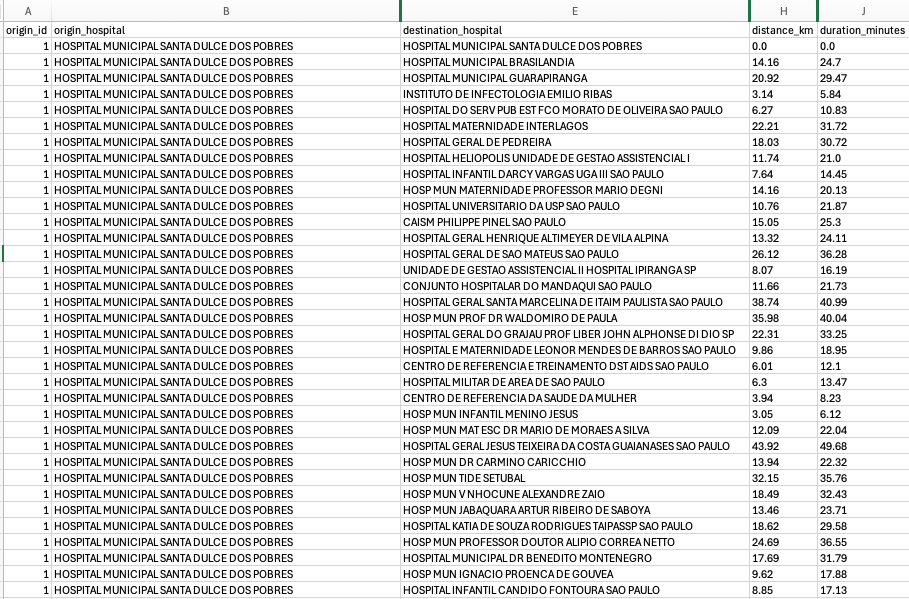 A B E H J
origin_id origin_hospital destination_hospital distance_km duration_minutes
1 HOSPITAL MUNICIPAL SANTA DULCE DOS POBRES HOSPITAL MUNICIPAL SANTA DULCE DOS POBRES 0.0 0.0
1 HOSPITAL MUNICIPAL SANTA DULCE DOS POBRES HOSPITAL MUNICIPAL BRASILANDIA 14.16 24.7
1 HOSPITAL MUNICIPAL SANTA DULCE DOS POBRES HOSPITAL MUNICIPAL GUARAPIRANGA 20.92 29.47
1 HOSPITAL MUNICIPAL SANTA DULCE DOS POBRES INSTITUTO DE INFECTOLOGIA EMILIO RIBAS 3.14 5.84
1 HOSPITAL MUNICIPAL SANTA DULCE DOS POBRES HOSPITAL DO SERV PUB EST FCO MORATO DE OLIVEIRA SAO PAULO 6.27 10.83
1 HOSPITAL MUNICIPAL SANTA DULCE DOS POBRES HOSPITAL MATERNIDADE INTERLAGOS 22.21 31.72
1 HOSPITAL MUNICIPAL SANTA DULCE DOS POBRES HOSPITAL GERAL DE PEDREIRA 18.03 30.72
1 HOSPITAL MUNICIPAL SANTA DULCE DOS POBRES HOSPITAL HELIOPOLIS UNIDADE DE GESTAO ASSISTENCIAL I 11.74 21.0
1 HOSPITAL MUNICIPAL SANTA DULCE DOS POBRES HOSPITAL INFANTIL DARCY VARGAS UGA III SAO PAULO 7.64 14.45
1 HOSPITAL MUNICIPAL SANTA DULCE DOS POBRES HOSP MUN MATERNIDADE PROFESSOR MARIO DEGNI 14.16 20.13
1 HOSPITAL MUNICIPAL SANTA DULCE DOS POBRES HOSPITAL UNIVERSITARIO DA USP SAO PAULO 10.76 21.87
1 HOSPITAL MUNICIPAL SANTA DULCE DOS POBRES CAISM PHILIPPE PINEL SAO PAULO 15.05 25.3
1 HOSPITAL MUNICIPAL SANTA DULCE DOS POBRES HOSPITAL GERAL HENRIQUE ALTIMEYER DE VILA ALPINA 13.32 24.11
1 HOSPITAL MUNICIPAL SANTA DULCE DOS POBRES HOSPITAL GERAL DE SAO MATEUS SAO PAULO 26.12 36.28
1 HOSPITAL MUNICIPAL SANTA DULCE DOS POBRES UNIDADE DE GESTAO ASSISTENCIAL II HOSPITAL IPIRANGA SP 8.07 16.19
1 HOSPITAL MUNICIPAL SANTA DULCE DOS POBRES CONJUNTO HOSPITALAR DO MANDAQUI SAO PAULO 11.66 21.73
1 HOSPITAL MUNICIPAL SANTA DULCE DOS POBRES HOSPITAL GERAL SANTA MARCELINA DE ITAIM PAULISTA SAO PAULO 38.74 40.99
1 HOSPITAL MUNICIPAL SANTA DULCE DOS POBRES HOSP MUN PROF DR WALDOMIRO DE PAULA 35.98 40.04
1 HOSPITAL MUNICIPAL SANTA DULCE DOS POBRES HOSPITAL GERAL DO GRAJAU PROF LIBER JOHN ALPHONSE DI DIO SP 22.31 33.25
1 HOSPITAL MUNICIPAL SANTA DULCE DOS POBRES HOSPITAL E MATERNIDADE LEONOR MENDES DE BARROS SAO PAULO 9.86 18.95
1 HOSPITAL MUNICIPAL SANTA DULCE DOS POBRES CENTRO DE REFERENCIA E TREINAMENTO DST AIDS SAO PAULO 6.01 12.1
1 HOSPITAL MUNICIPAL SANTA DULCE DOS POBRES HOSPITAL MILITAR DE AREA DE SAO PAULO 6.3 13.47
1 HOSPITAL MUNICIPAL SANTA DULCE DOS POBRES CENTRO DE REFERENCIA DA SAUDE DA MULHER 3.94 8.23
1 HOSPITAL MUNICIPAL SANTA DULCE DOS POBRES HOSP MUN INFANTIL MENINO JESUS 3.05 6.12
1 HOSPITAL MUNICIPAL SANTA DULCE DOS POBRES HOSP MUN MAT ESC DR MARIO DE MORAES A SILVA 12.09 22.04
1 HOSPITAL MUNICIPAL SANTA DULCE DOS POBRES HOSPITAL GERAL JESUS TEIXEIRA DA COSTA GUAIANASES SAO PAULO 43.92 49.68
1 HOSPITAL MUNICIPAL SANTA DULCE DOS POBRES HOSP MUN DR CARMINO CARICCHIO 13.94 22.32
1 HOSPITAL MUNICIPAL SANTA DULCE DOS POBRES HOSP MUN TIDE SETUBAL 32.15 35.76
1 HOSPITAL MUNICIPAL SANTA DULCE DOS POBRES HOSP MUN V NHOCUNE ALEXANDRE ZAIO 18.49 32.43
1 HOSPITAL MUNICIPAL SANTA DULCE DOS POBRES HOSP MUN JABAQUARA ARTUR RIBEIRO DE SABOYA 13.46 23.71
1 HOSPITAL MUNICIPAL SANTA DULCE DOS POBRES HOSPITAL KATIA DE SOUZA RODRIGUES TAIPASSP SAO PAULO 18.62 29.58
1 HOSPITAL MUNICIPAL SANTA DULCE DOS POBRES HOSP MUN PROFESSOR DOUTOR ALIPIO CORREA NETTO 24.69 36.55
1 HOSPITAL MUNICIPAL SANTA DULCE DOS POBRES HOSPITAL MUNICIPAL DR BENEDITO MONTENEGRO 17.69 31.79
1 HOSPITAL MUNICIPAL SANTA DULCE DOS POBRES HOSP MUN IGNACIO PROENCA DE GOUVEA 9.62 17.88
1 HOSPITAL MUNICIPAL SANTA DULCE DOS POBRES HOSPITAL INFANTIL CANDIDO FONTOURA SAO PAULO 8.85 17.13